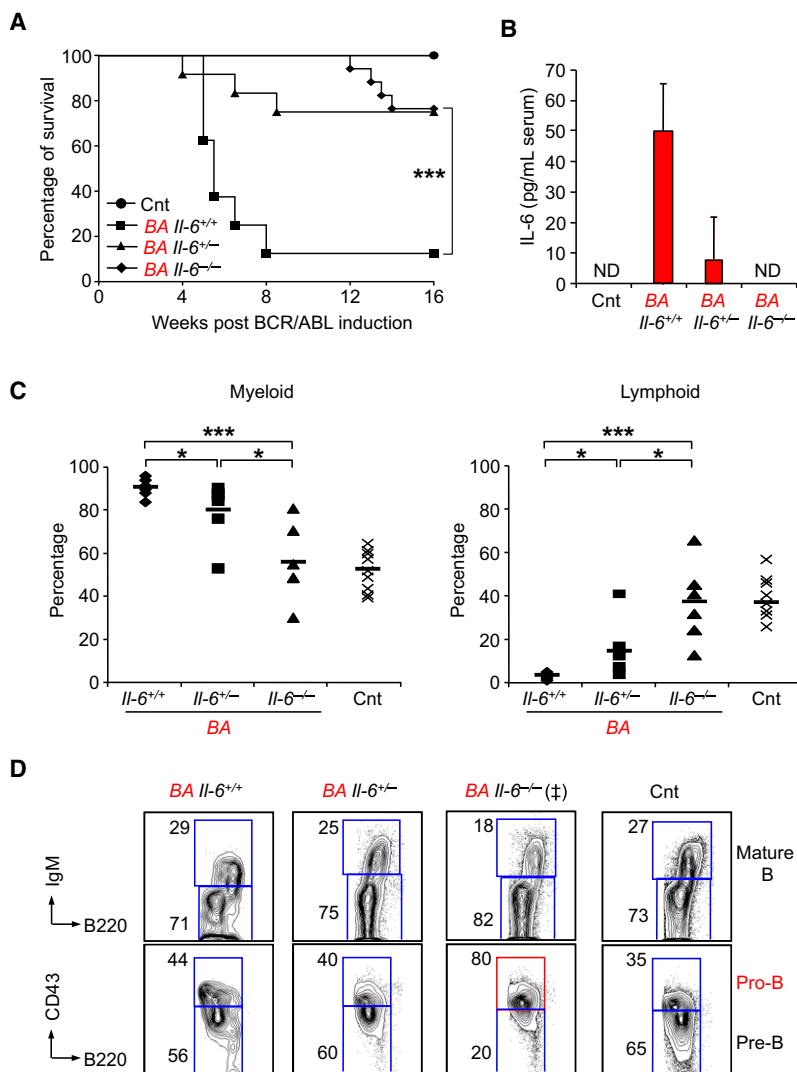 A
Percentage of survival
100
80
60
40
20
0
0 4 8 12 16
Weeks post BCR/ABL induction
Cnt
BA Il-6+/+
BA Il-6+/–
BA Il-6–/–
***
B
IL-6 (pg/mL serum)
70
60
50
40
30
20
10
0
ND ND
Cnt BA BA BA
Il-6+/+ Il-6+/– Il-6–/–
C
Myeloid
***
* *
Percentage
100
80
60
40
20
0
Il-6+/+ Il-6+/– Il-6–/– Cnt
BA
Lymphoid
***
* *
Percentage
100
80
60
40
20
0
Il-6+/+ Il-6+/– Il-6–/– Cnt
BA
D
BA Il-6+/+ BA Il-6+/– BA Il-6–/– (‡) Cnt
IgM
B220
29 25 18 27
71 75 82 73
Mature
B
CD43
B220
44 40 80 35
56 60 20 65
Pro-B
Pre-B